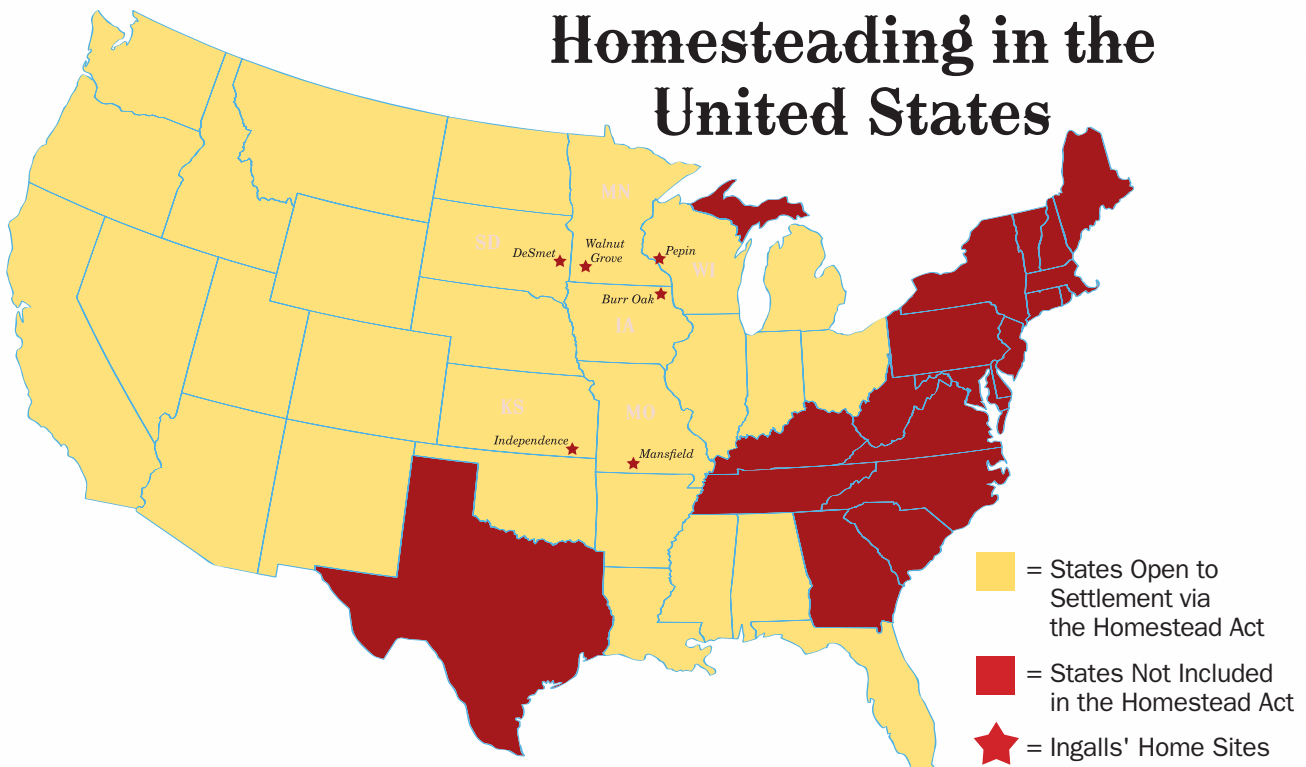 Homesteading in the
United States
MN
SD
DeSmet
Walnut
Grove
Pepin
WI
Burr Oak
IA
KS
MO
Independence
Mansfield
= States Open to
Settlement via
the Homestead Act
= States Not Included
in the Homestead Act
= Ingalls' Home Sites